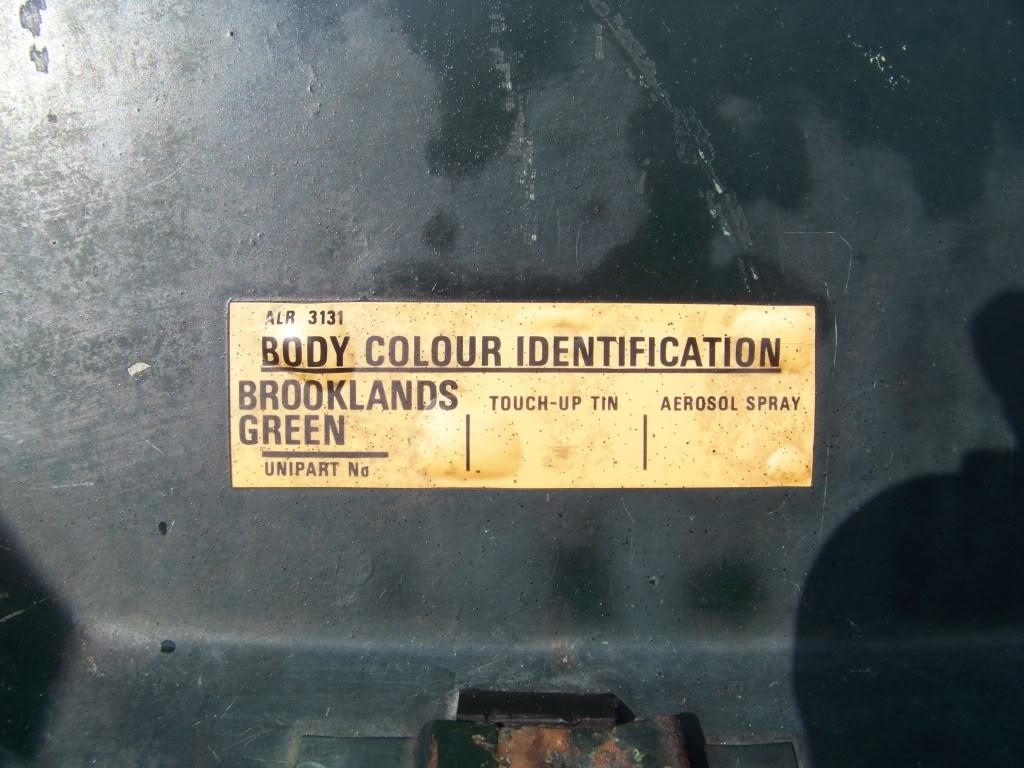 ALR 3131
BODY COLOUR IDENTIFICATION
BROOKLANDS
GREEN
TOUCH-UP TIN
AEROSOL SPRAY
UNIPART No